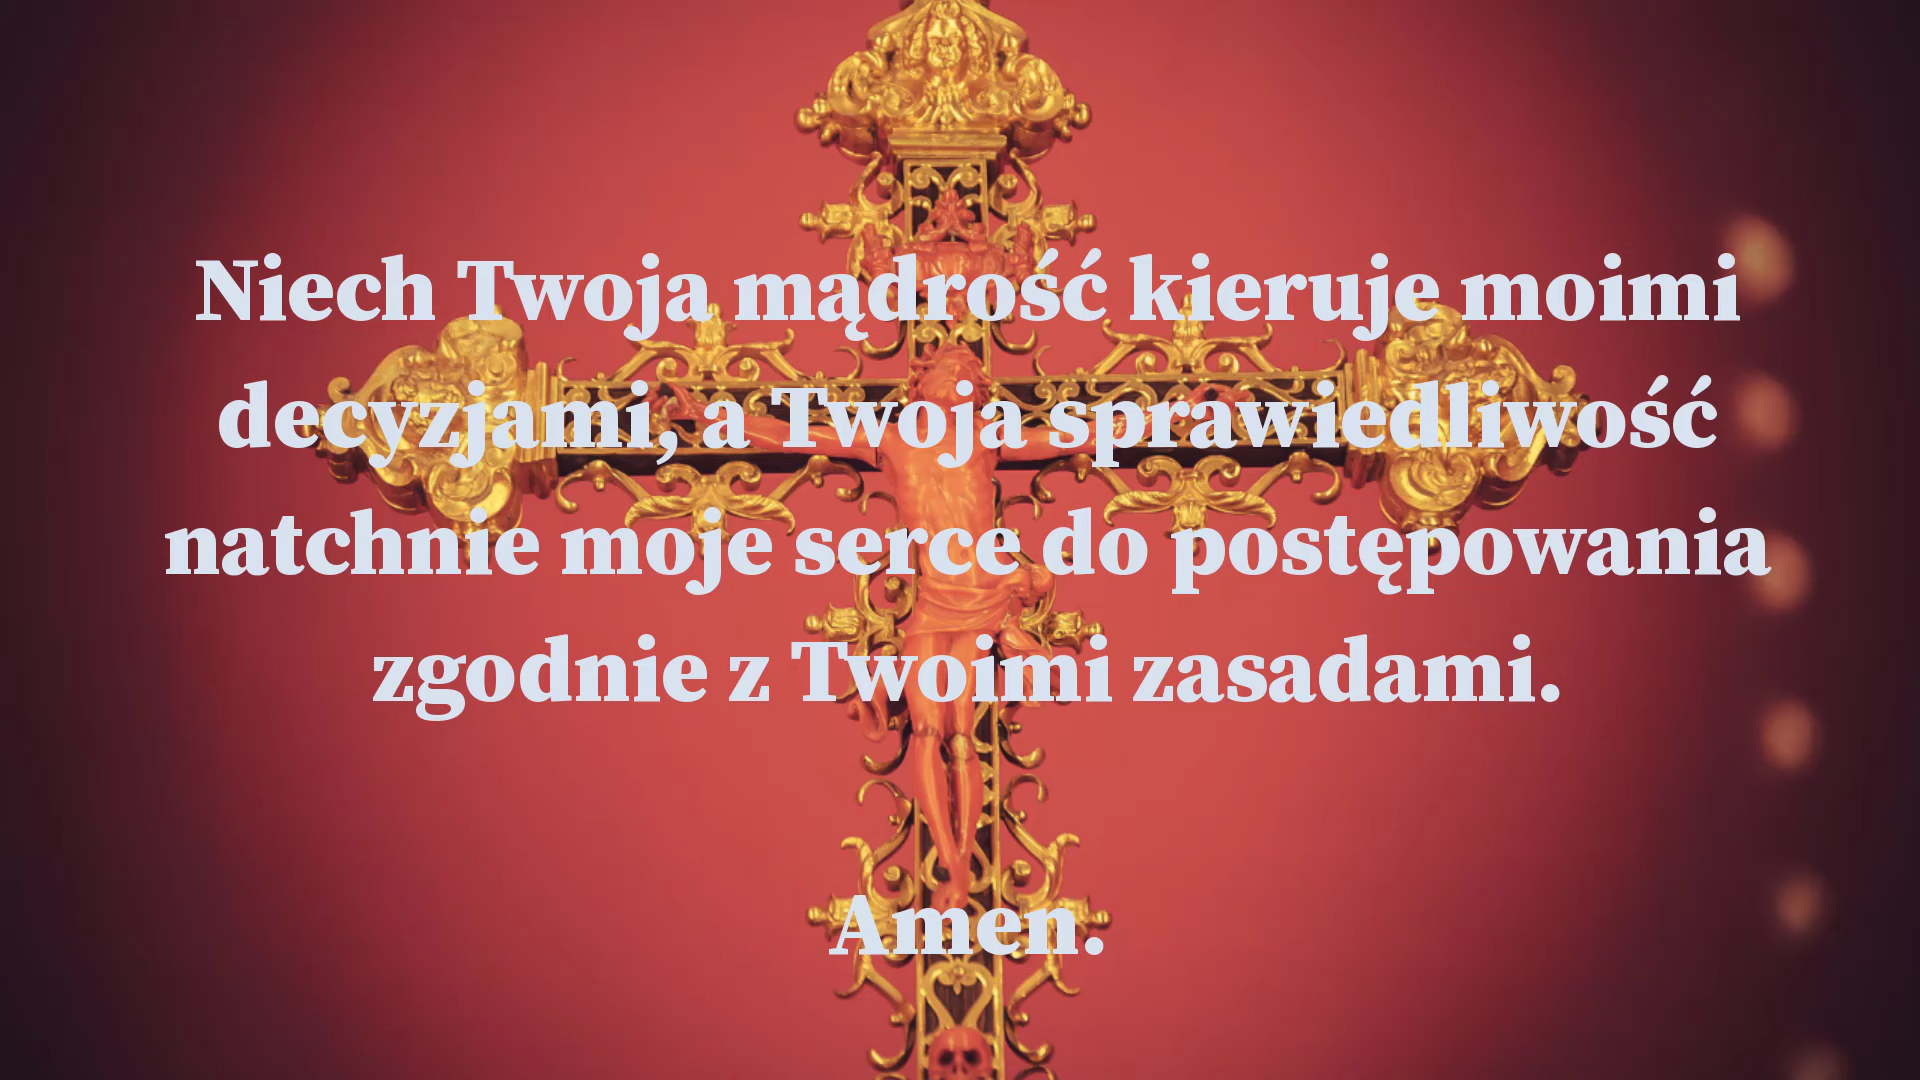 Niech Twoja mądrość kieruje moimi
decyzjami, a Twoja sprawiedliwość
natchnie moje serce do postępowania
zgodnie z Twoimi zasadami.
Amen.